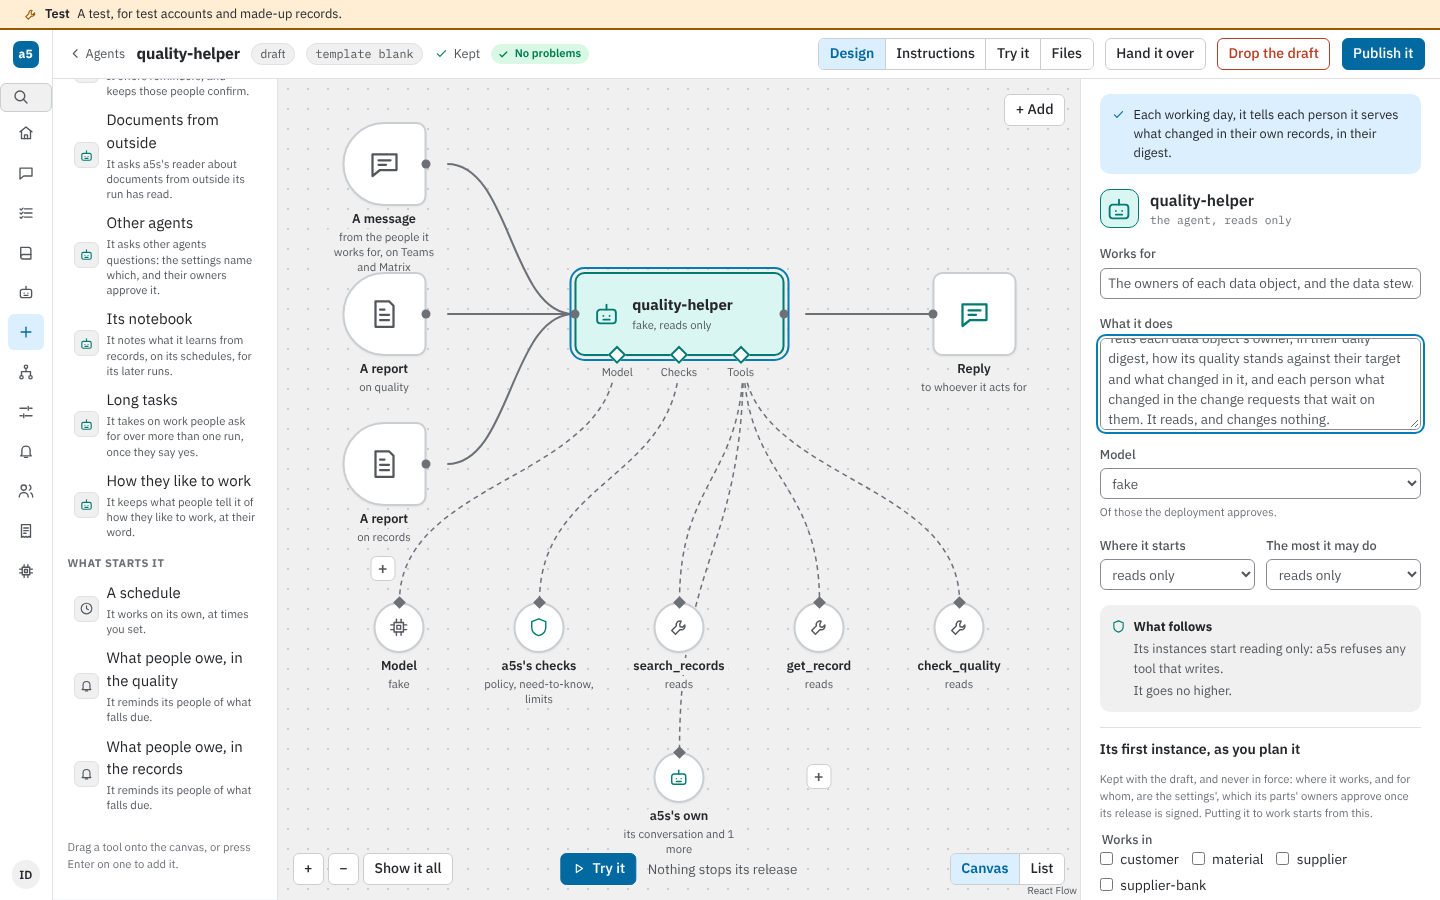 Test A test, for test accounts and made-up records.
a5
Agents quality-helper draft template blank Kept No problems
Design Instructions Try it Files Hand it over Drop the draft Publish it
keeps those people confirm.
Documents from
outside
It asks a5s's reader about
documents from outside its
run has read.
Other agents
It asks other agents
questions: the settings name
which, and their owners
approve it.
Its notebook
It notes what it learns from
records, on its schedules, for
its later runs.
Long tasks
It takes on work people ask
for over more than one run,
once they say yes.
How they like to work
It keeps what people tell it of
how they like to work, at their
word.
WHAT STARTS IT
A schedule
It works on its own, at times
you set.
What people owe, in
the quality
It reminds its people of what
falls due.
What people owe, in
the records
It reminds its people of what
falls due.
Drag a tool onto the canvas, or press
Enter on one to add it.
ID
+ Add
A message
from the people it
works for, on Teams
and Matrix
A report
on quality
A report
on records
+
quality-helper
fake, reads only
Model Checks Tools
Reply
to whoever it acts for
Model
fake
a5s's checks
policy, need-to-know,
limits
search_records
reads
get_record
reads
check_quality
reads
a5s's own
its conversation and 1
more
+
+ − Show it all
Try it Nothing stops its release
Canvas List
React Flow
Each working day, it tells each person it serves
what changed in their own records, in their
digest.
quality-helper
the agent, reads only
Works for
The owners of each data object, and the data stew
What it does
Tells each data object's owner, in their daily
digest, how its quality stands against their target
and what changed in it, and each person what
changed in the change requests that wait on
them. It reads, and changes nothing.
Model
fake
Of those the deployment approves.
Where it starts The most it may do
reads only reads only
What follows
Its instances start reading only: a5s refuses any
tool that writes.
It goes no higher.
Its first instance, as you plan it
Kept with the draft, and never in force: where it works, and for
whom, are the settings', which its parts' owners approve once
its release is signed. Putting it to work starts from this.
Works in
customer material supplier
supplier-bank